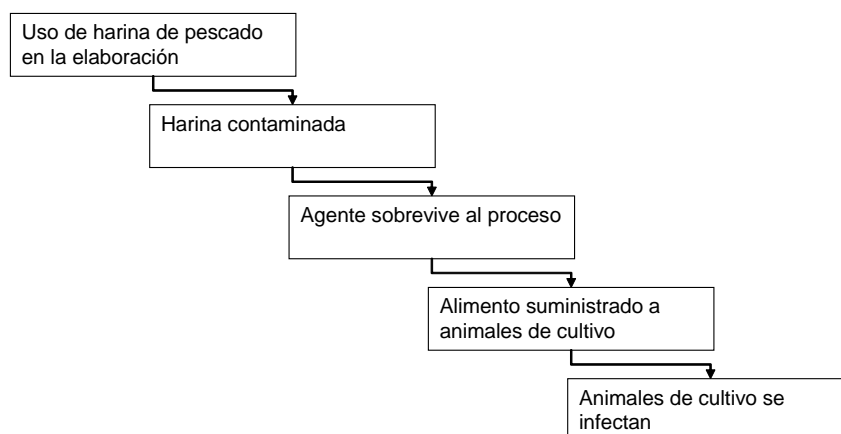 Uso de harina de pescado
en la elaboración
Harina contaminada
Agente sobrevive al proceso
Alimento suministrado a
animales de cultivo
Animales de cultivo se
infectan